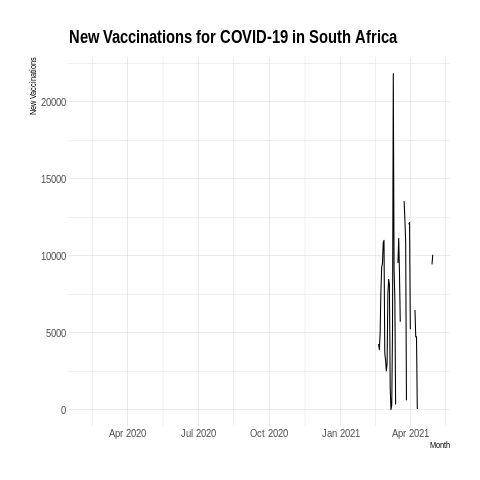 New Vaccinations for COVID-19 in South Africa
New Vaccinations
20000
15000
10000
5000
0
Apr 2020 Jul 2020 Oct 2020 Jan 2021 Apr 2021
Month